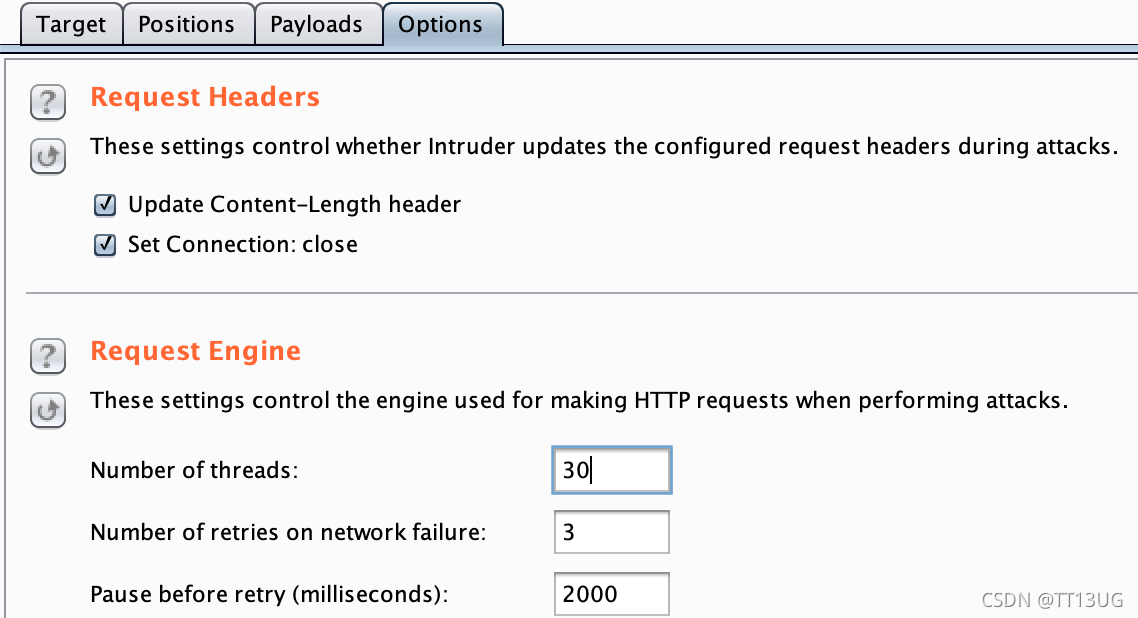 Target Positions Payloads Options
Request Headers
These settings control whether Intruder updates the configured request headers during attacks.
Update Content-Length header
Set Connection: close
Request Engine
These settings control the engine used for making HTTP requests when performing attacks.
Number of threads: 30
Number of retries on network failure: 3
Pause before retry (milliseconds): 2000
CSDN @TT13UG